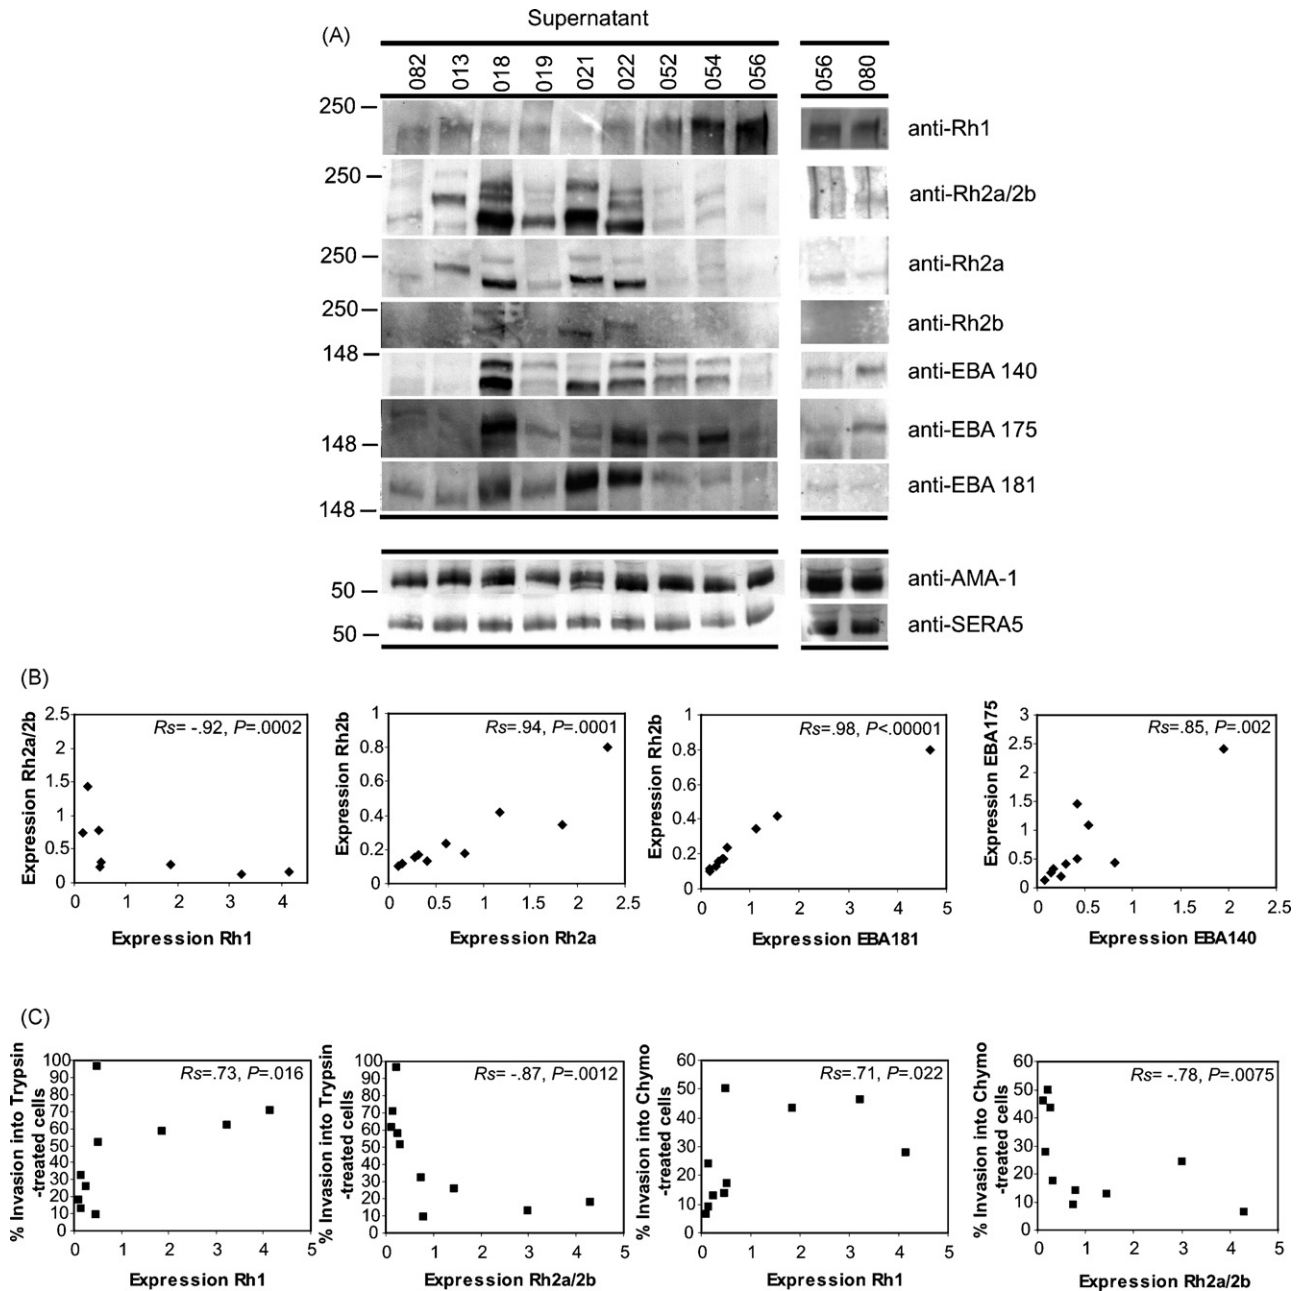 Supernatant
(A)
082 013 018 019 021 022 052 054 056 056 080
250
anti-Rh1
250
anti-Rh2a/2b
250
anti-Rh2a
250
anti-Rh2b
148
anti-EBA 140
anti-EBA 175
148
anti-EBA 181
148
anti-AMA-1
50
anti-SERA5
50
(B)
Expression Rh2a/2b
2.5
2
1.5
1
0.5
0
0 1 2 3 4
Rs= -.92, P=.0002
Expression Rh1
Expression Rh2b
1
0.8
0.6
0.4
0.2
0
0 0.5 1 1.5 2 2.5
Rs=.94, P=.0001
Expression Rh2a
Expression Rh2b
1
0.8
0.6
0.4
0.2
0
0 1 2 3 4 5
Rs=.98, P<.00001
Expression EBA181
Expression EBA175
3
2.5
2
1.5
1
0.5
0
0 0.5 1 1.5 2 2.5
Rs=.85, P=.002
Expression EBA140
(C)
% Invasion into Trypsin
-treated cells
100
90
80
70
60
50
40
30
20
10
0
0 1 2 3 4 5
Rs=.73, P=.016
Expression Rh1
% Invasion into Trypsin
-treated cells
100
90
80
70
60
50
40
30
20
10
0
0 1 2 3 4 5
Rs= -.87, P=.0012
Expression Rh2a/2b
% Invasion into Chymo
-treated cells
60
50
40
30
20
10
0
0 1 2 3 4 5
Rs=.71, P=.022
Expression Rh1
% Invasion into Chymo
-treated cells
60
50
40
30
20
10
0
0 1 2 3 4 5
Rs= -.78, P=.0075
Expression Rh2a/2b